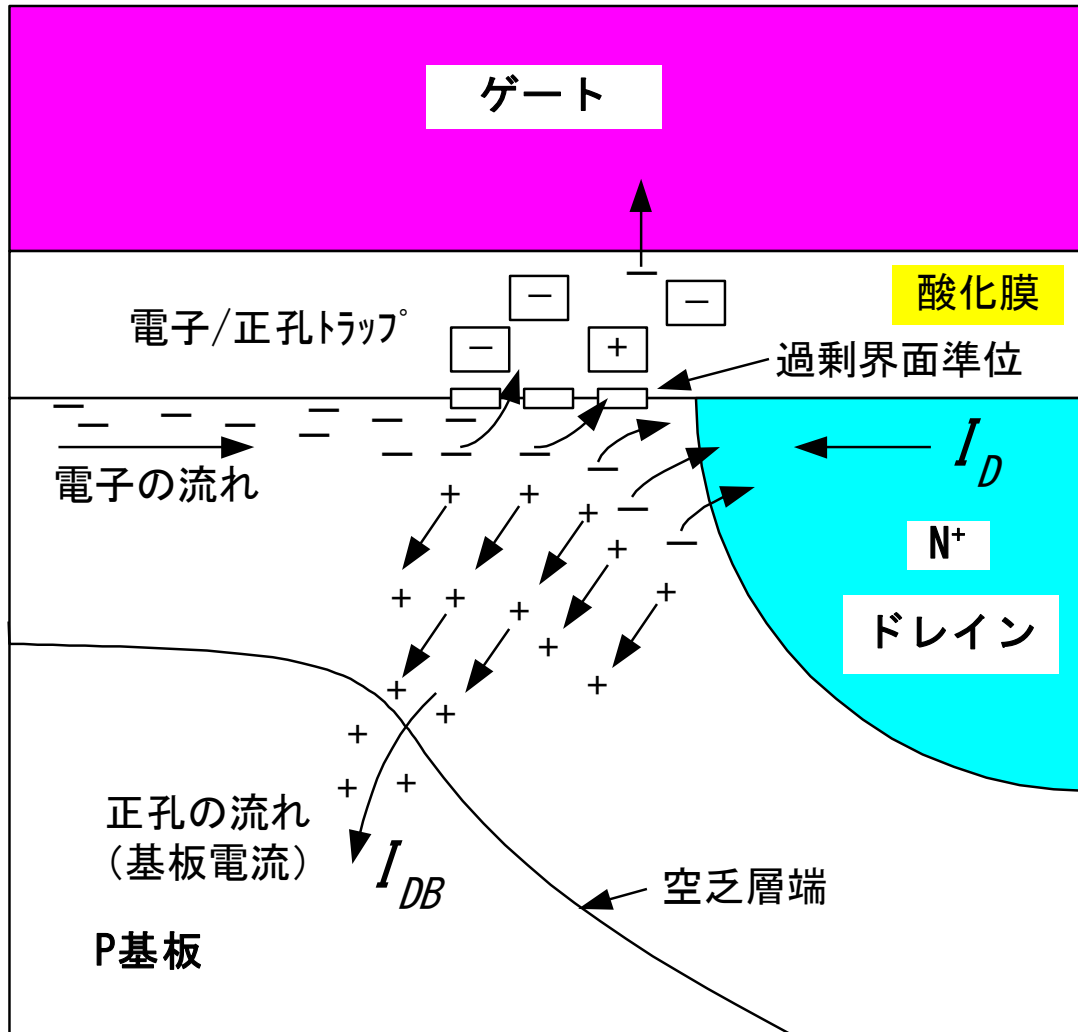 ゲート
酸化膜
電子/正孔ﾄﾗｯﾌﾟ
過剰界面準位
電子の流れ
I_D
N⁺
ドレイン
正孔の流れ
(基板電流)
I_DB
空乏層端
P基板